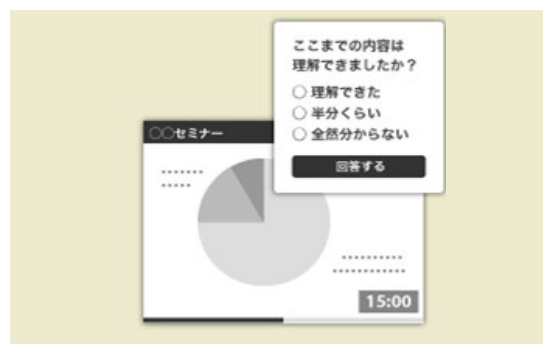 ここまでの内容は
理解できましたか？
○ 理解できた
○ 半分くらい
○ 全然分からない
回答する
○○セミナー
15:00